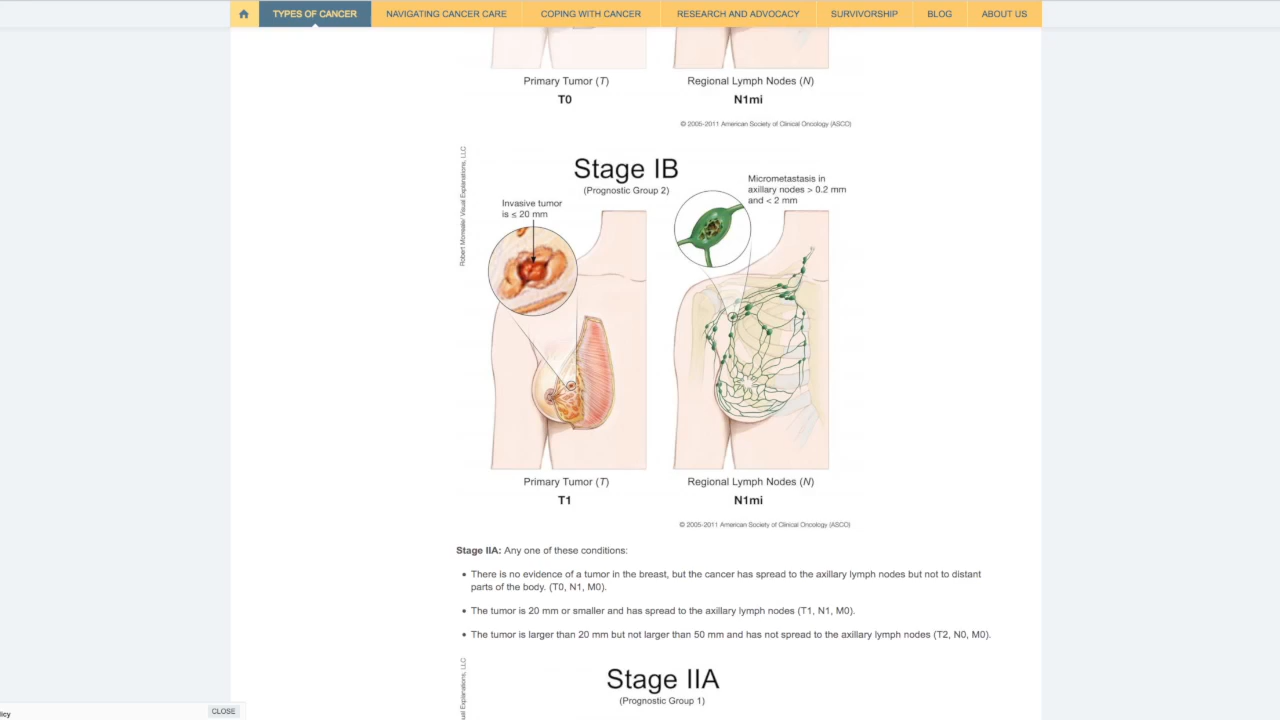 TYPES OF CANCER NAVIGATING CANCER CARE COPING WITH CANCER RESEARCH AND ADVOCACY SURVIVORSHIP BLOG ABOUT US
Primary Tumor (T) Regional Lymph Nodes (N)
T0 N1mi
© 2005-2011 American Society of Clinical Oncology (ASCO)
Robert Morreale/ Visual Explanations, LLC
Stage IB
(Prognostic Group 2)
Invasive tumor
is ≤ 20 mm
Micrometastasis in
axillary nodes > 0.2 mm
and < 2 mm
Primary Tumor (T) Regional Lymph Nodes (N)
T1 N1mi
© 2005-2011 American Society of Clinical Oncology (ASCO)
Stage IIA: Any one of these conditions:
• There is no evidence of a tumor in the breast, but the cancer has spread to the axillary lymph nodes but not to distant
parts of the body. (T0, N1, M0).
• The tumor is 20 mm or smaller and has spread to the axillary lymph nodes (T1, N1, M0).
• The tumor is larger than 20 mm but not larger than 50 mm and has not spread to the axillary lymph nodes (T2, N0, M0).
ual Explanations, LLC
Stage IIA
(Prognostic Group 1)
licy CLOSE